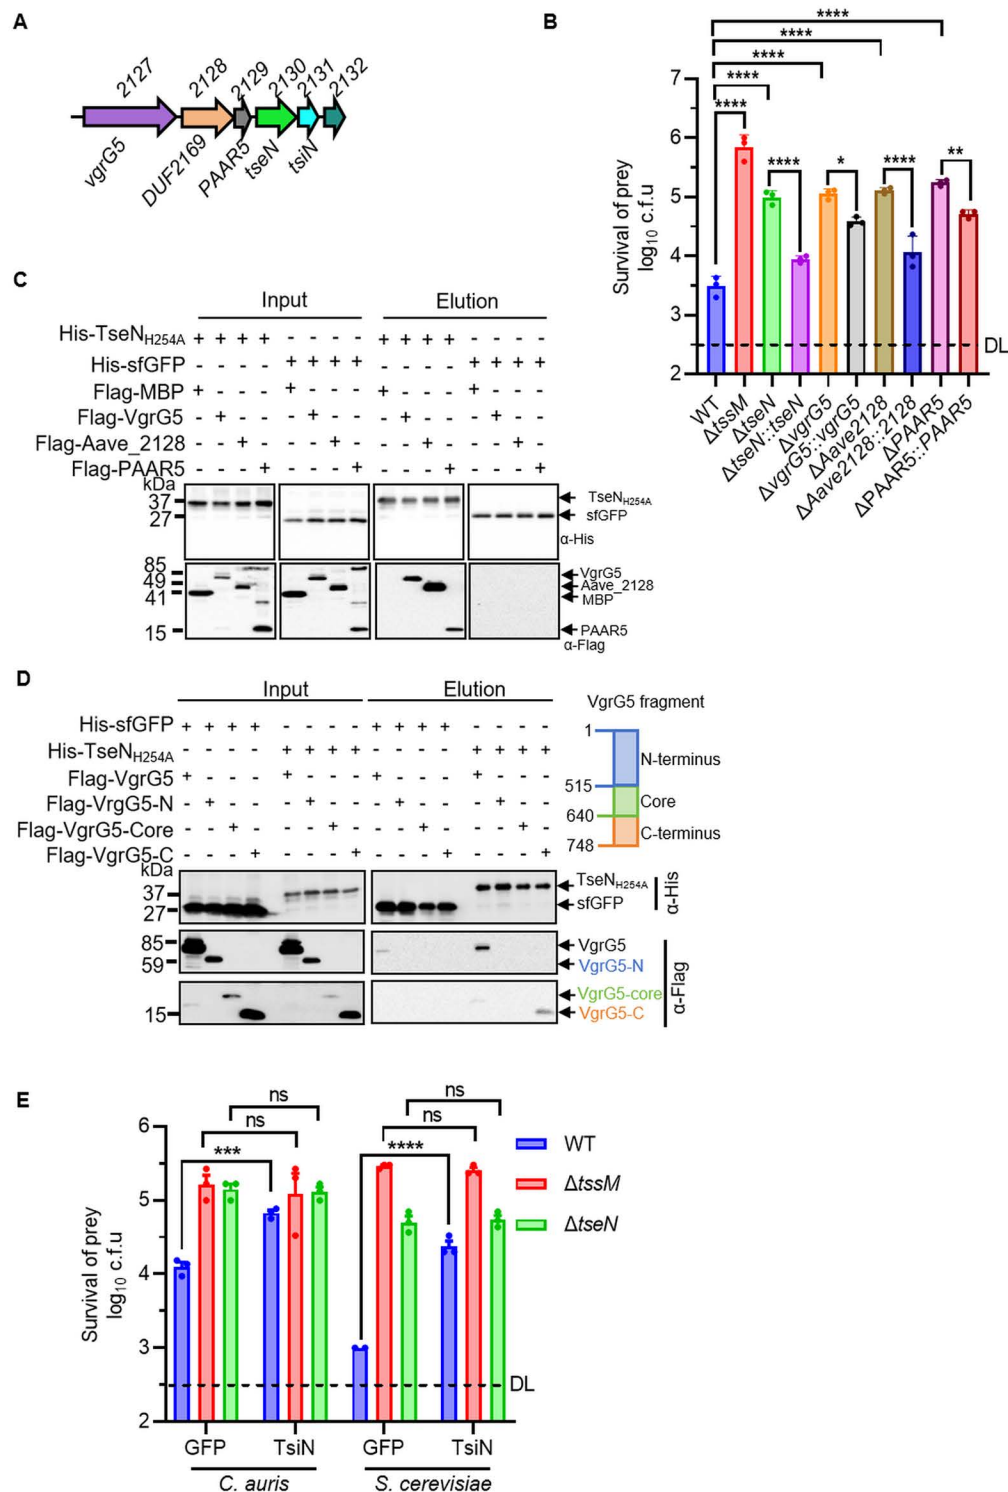 A
2127 2128 2129 2130 2131 2132
vgrG5 DUF2169 PAAR5 tseN tsiN
B
**** **** **** **** ****
**** * **** **
Survival of prey
log10 c.f.u
7
6
5
4
3
2
DL
WT ΔtssM ΔtseN ΔtseN::tseN ΔvgrG5 ΔvgrG5::vgrG5 ΔAave2128 ΔAave2128::2128 ΔPAAR5 ΔPAAR5::PAAR5
C
Input Elution
His-TseNH254A + + + + - - - - + + + + - - - -
His-sfGFP - - - - + + + + - - - - + + + +
Flag-MBP + - - - + - - - + - - - + - - -
Flag-VgrG5 - + - - - + - - - + - - - + - -
Flag-Aave_2128 - - + - - - + - - - + - - - + -
Flag-PAAR5 - - - + - - - + - - - + - - - +
kDa
37 TseNH254A
27 sfGFP
α-His
85 VgrG5
49 Aave_2128
41 MBP
15 PAAR5
α-Flag
D
Input Elution
His-sfGFP + + + + - - - - + + + + - - - -
His-TseNH254A - - - - + + + + - - - - + + + +
Flag-VgrG5 + - - - + - - - + - - - + - - -
Flag-VrgG5-N - + - - - + - - - + - - - + - -
Flag-VgrG5-Core - - + - - - + - - - + - - - + -
Flag-VgrG5-C - - - + - - - + - - - + - - - +
kDa
37 TseNH254A
27 sfGFP
α-His
85 VgrG5
59 VgrG5-N
VgrG5-core
15 VgrG5-C
α-Flag
VgrG5 fragment
1
N-terminus
515
Core
640
C-terminus
748
E
ns ns
ns ns
*** ****
Survival of prey
log10 c.f.u
6
5
4
3
2
DL
WT
ΔtssM
ΔtseN
GFP TsiN GFP TsiN
C. auris S. cerevisiae